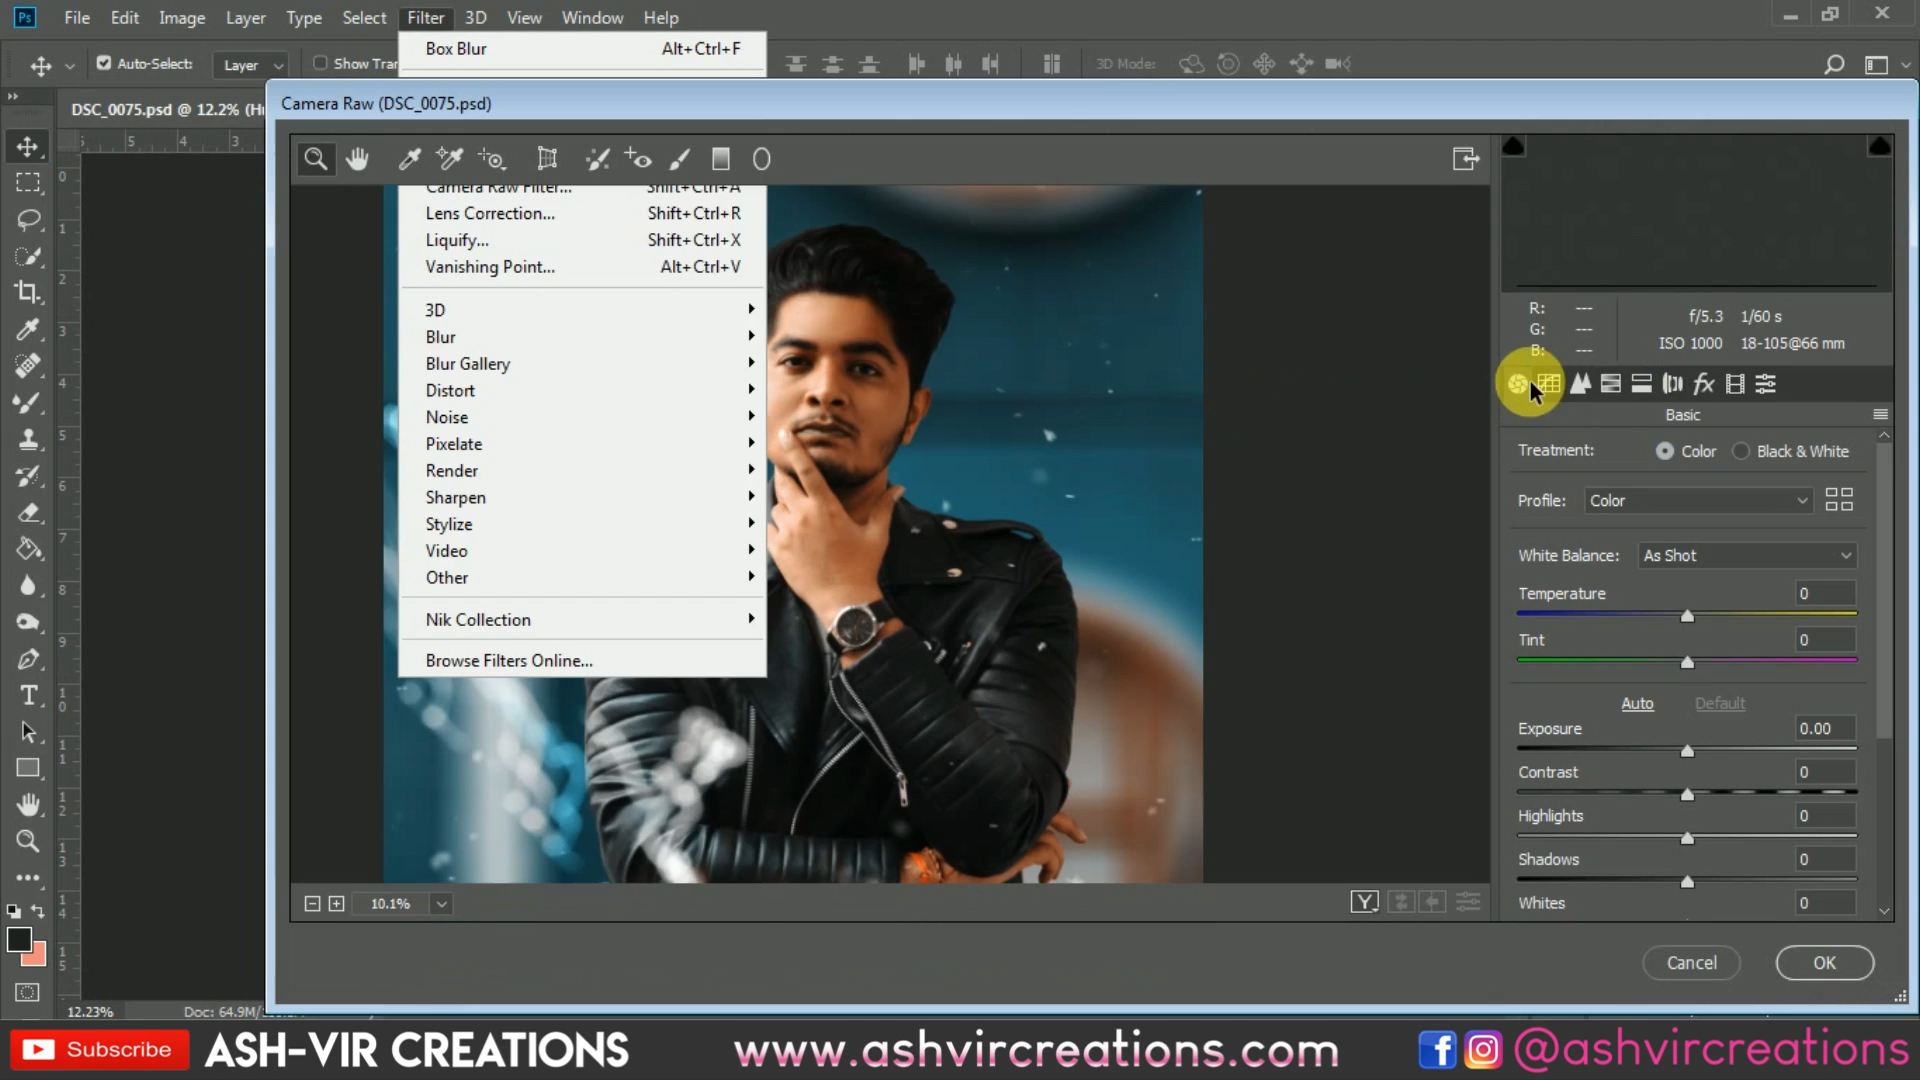 Ps File Edit Image Layer Type Select Filter 3D View Window Help
Auto-Select: Layer Show Tra 3D Mode:
Box Blur Alt+Ctrl+F
DSC_0075.psd @ 12.2% (H
Camera Raw (DSC_0075.psd)
Camera Raw Filter... Shift+Ctrl+A
Lens Correction... Shift+Ctrl+R
Liquify... Shift+Ctrl+X
Vanishing Point... Alt+Ctrl+V
3D
Blur
Blur Gallery
Distort
Noise
Pixelate
Render
Sharpen
Stylize
Video
Other
Nik Collection
Browse Filters Online...
R: ---
G: ---
B: ---
f/5.3 1/60 s
ISO 1000 18-105@66 mm
fx
Basic
Treatment: Color Black & White
Profile: Color
White Balance: As Shot
Temperature 0
Tint 0
Auto Default
Exposure 0.00
Contrast 0
Highlights 0
Shadows 0
Whites 0
10.1%
Y
Cancel OK
12.23% Doc: 64.9M/
Subscribe ASH-VIR CREATIONS www.ashvircreations.com @ashvircreations